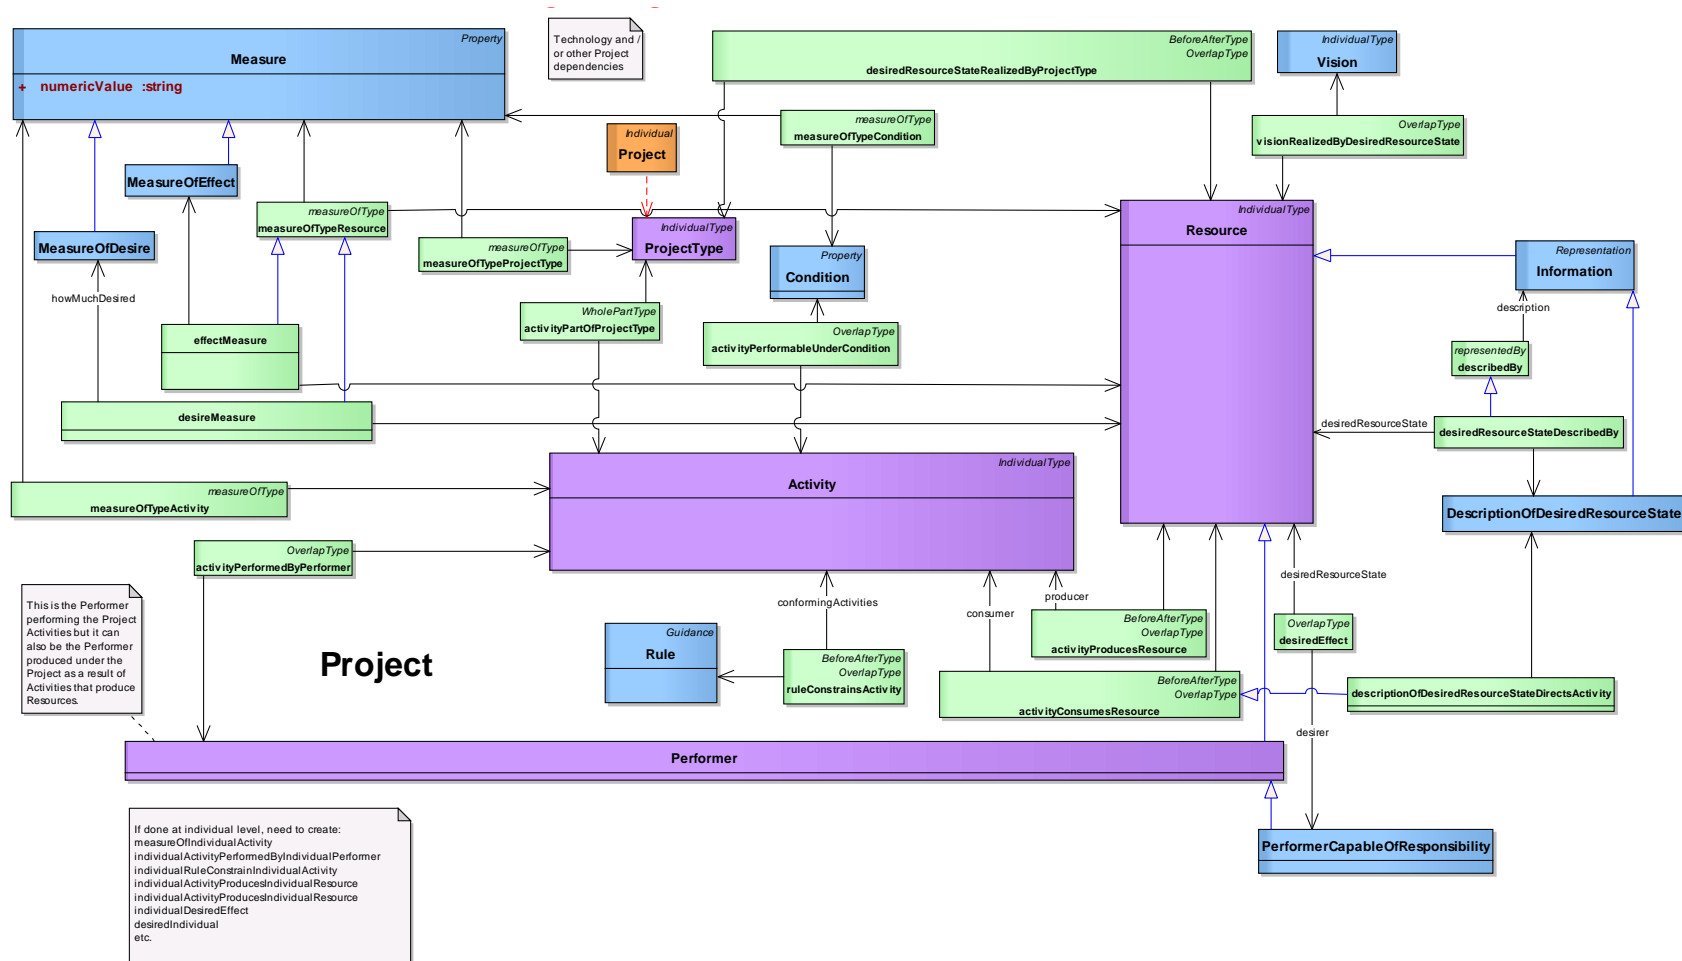 Property
Measure
+ numericValue :string
Technology and /
or other Project
dependencies
BeforeAfterType
OverlapType
desiredResourceStateRealizedByProjectType
IndividualType
Vision
measureOfType
measureOfTypeCondition
OverlapType
visionRealizedByDesiredResourceState
Individual
Project
MeasureOfEffect
measureOfType
measureOfTypeResource
IndividualType
ProjectType
IndividualType
Resource
MeasureOfDesire
measureOfType
measureOfTypeProjectType
Property
Condition
Representation
Information
howMuchDesired
description
WholePartType
activityPartOfProjectType
OverlapType
activityPerformableUnderCondition
effectMeasure
representedBy
describedBy
desireMeasure
desiredResourceState
desiredResourceStateDescribedBy
IndividualType
Activity
measureOfType
measureOfTypeActivity
DescriptionOfDesiredResourceState
OverlapType
activityPerformedByPerformer
desiredResourceState
This is the Performer
performing the Project
Activities but it can
also be the Performer
produced under the
Project as a result of
Activities that produce
Resources.
conformingActivities
consumer
producer
BeforeAfterType
OverlapType
activityProducesResource
OverlapType
desiredEffect
Project
Guidance
Rule
BeforeAfterType
OverlapType
ruleConstrainsActivity
BeforeAfterType
OverlapType
activityConsumesResource
descriptionOfDesiredResourceStateDirectsActivity
desirer
Performer
If done at individual level, need to create:
measureOfIndividualActivity
individualActivityPerformedByIndividualPerformer
individualRuleConstrainIndividualActivity
individualActivityProducesIndividualResource
individualActivityProducesIndividualResource
individualDesiredEffect
desiredIndividual
etc.
PerformerCapableOfResponsibility